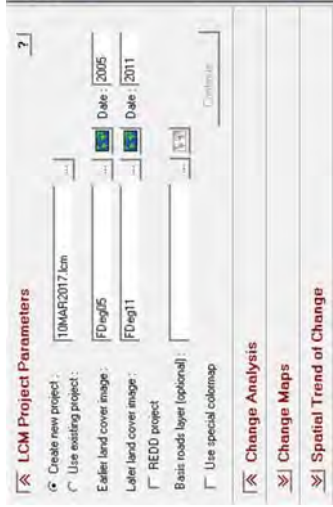 LCM Project Parameters
?
Create new project :
10MAR2017.lcm
...
Use existing project :
Earlier land cover image :
FDeg05
...
Date :
2005
Later land cover image :
FDeg11
...
Date :
2011
REDD project
Basis roads layer (optional) :
...
Use special colormap
Continue
Change Analysis
Change Maps
Spatial Trend of Change